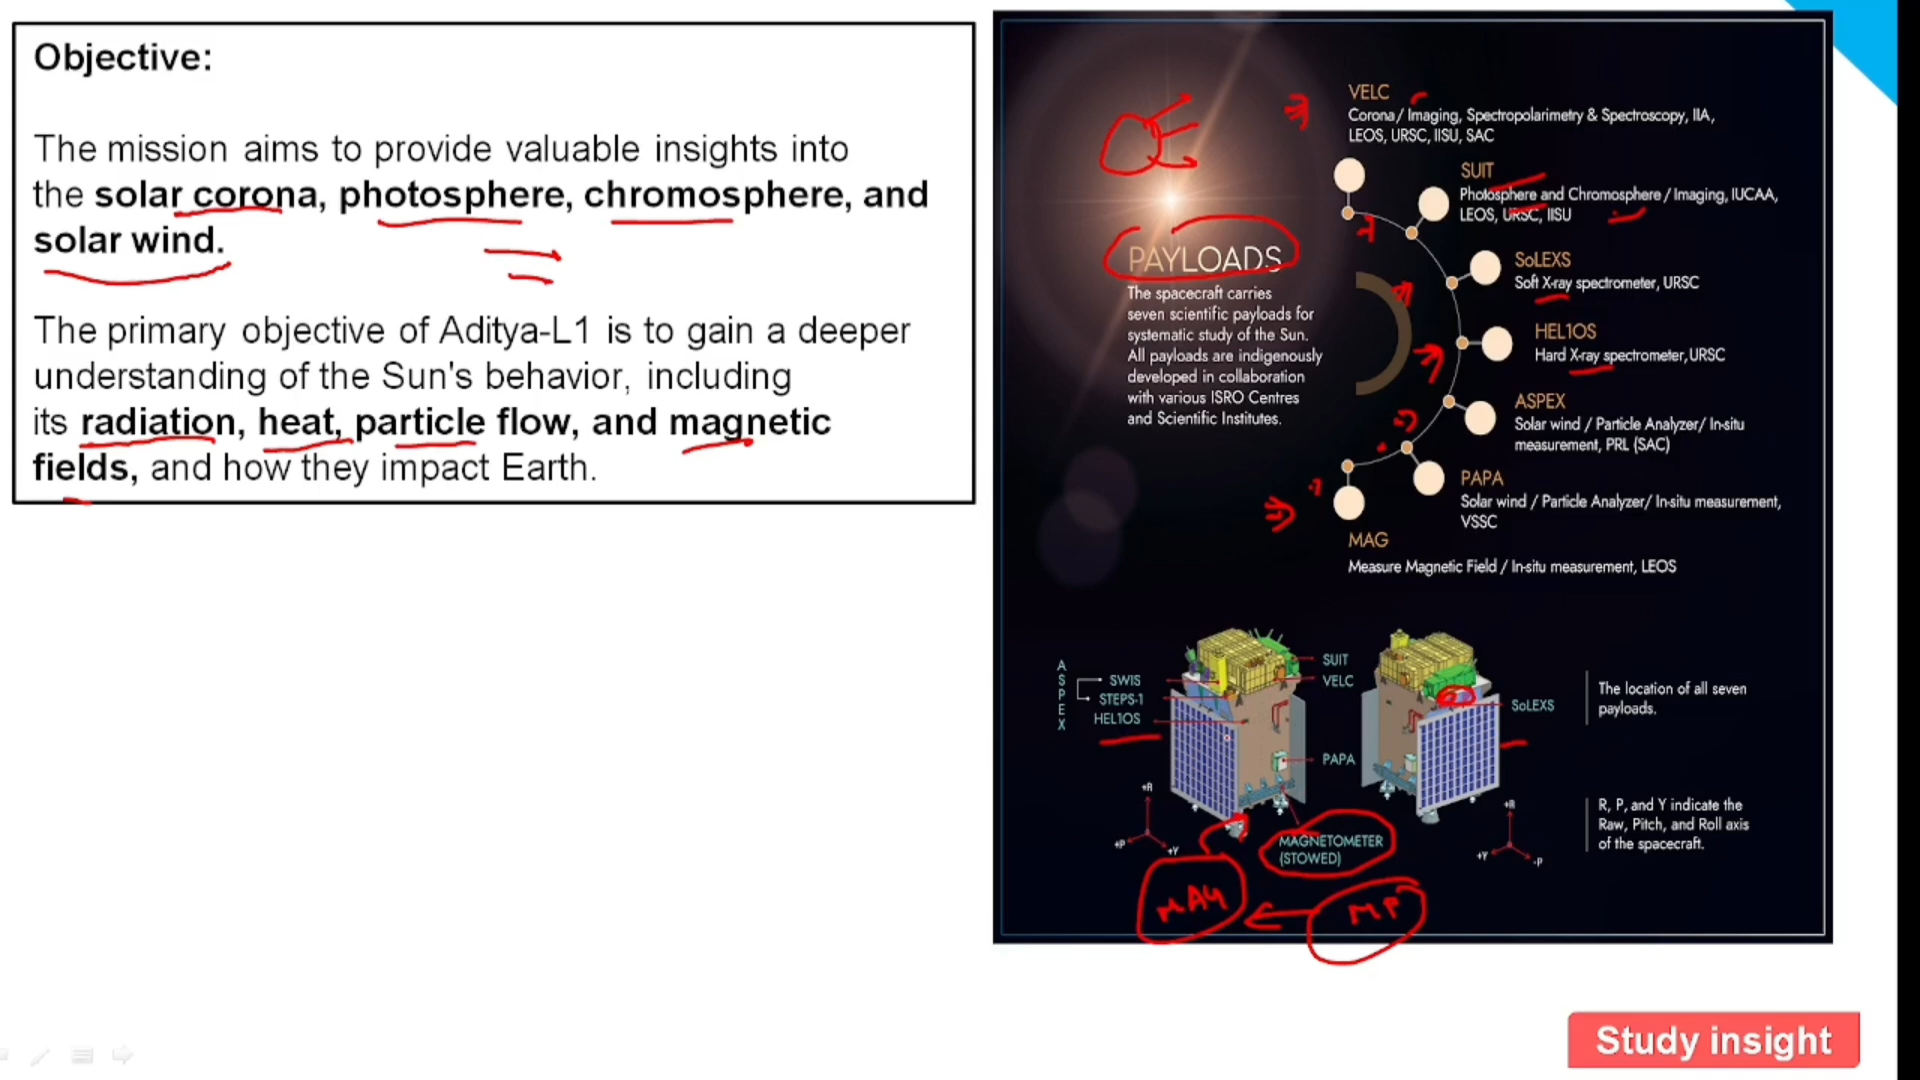 Objective:
The mission aims to provide valuable insights into
the solar corona, photosphere, chromosphere, and
solar wind.
The primary objective of Aditya-L1 is to gain a deeper
understanding of the Sun's behavior, including
its radiation, heat, particle flow, and magnetic
fields, and how they impact Earth.
PAYLOADS
The spacecraft carries
seven scientific payloads for
systematic study of the Sun.
All payloads are indigenously
developed in collaboration
with various ISRO Centres
and Scientific Institutes.
VELC
Corona/ Imaging, Spectropolarimetry & Spectroscopy, IIA,
LEOS, URSC, IISU, SAC
SUIT
Photosphere and Chromosphere / Imaging, IUCAA,
LEOS, URSC, IISU
SoLEXS
Soft X-ray spectrometer, URSC
HEL1OS
Hard X-ray spectrometer, URSC
ASPEX
Solar wind / Particle Analyzer/ In-situ
measurement, PRL (SAC)
PAPA
Solar wind / Particle Analyzer/ In-situ measurement,
VSSC
MAG
Measure Magnetic Field / In-situ measurement, LEOS
ASPEX
SWIS
STEPS-1
HEL1OS
SUIT
VELC
PAPA
MAGNETOMETER
(STOWED)
+R
+P
+Y
SoLEXS
+R
+Y
-P
The location of all seven
payloads.
R, P, and Y indicate the
Raw, Pitch, and Roll axis
of the spacecraft.
MAG
Study insight